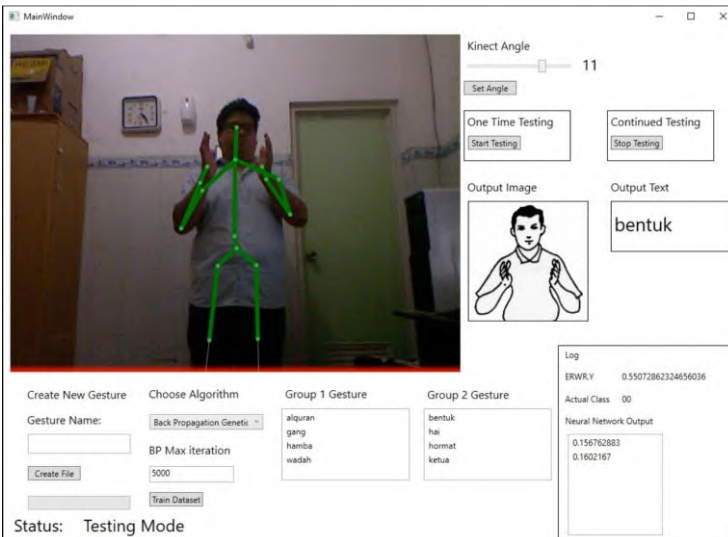 MainWindow
Kinect Angle
11
Set Angle
One Time Testing
Start Testing
Continued Testing
Stop Testing
Output Image
Output Text
bentuk
Create New Gesture
Gesture Name:
Create File
Choose Algorithm
Back Propagation Genetic
BP Max iteration
5000
Train Dataset
Group 1 Gesture
alquran
gang
hamba
wadah
Group 2 Gesture
bentuk
hai
hormat
ketua
Log
ERWR.Y 0.55072862324656036
Actual Class 00
Neural Network Output
0.156762883
0.1602167
Status: Testing Mode